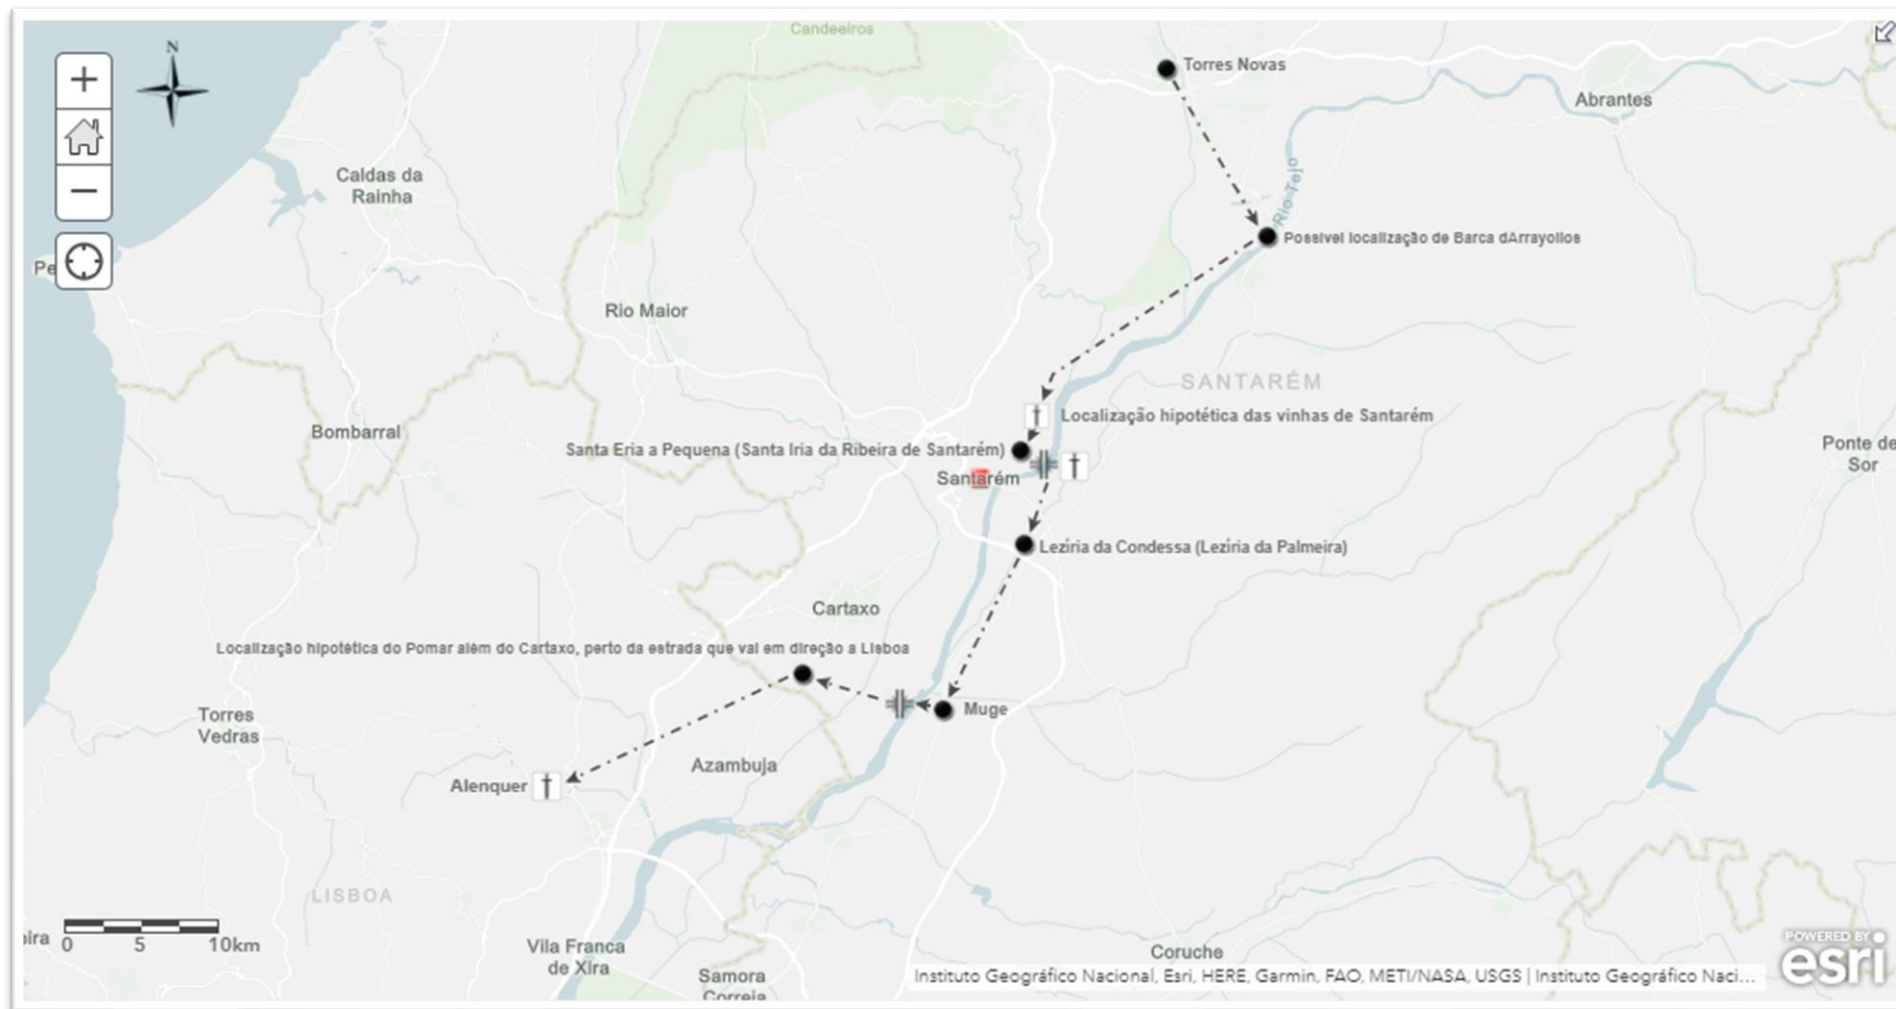 Candeeiros
N
Torres Novas
Abrantes
Caldas da
Rainha
Rio Tejo
Possível localização de Barca dArrayollos
Pe
Rio Maior
SANTARÉM
Localização hipotética das vinhas de Santarém
Bombarral
Santa Eria a Pequena (Santa Iria da Ribeira de Santarém)
Ponte de
Sor
Santarém
Lezíria da Condessa (Lezíria da Palmeira)
Cartaxo
Localização hipotética do Pomar além do Cartaxo, perto da estrada que vai em direção a Lisboa
Muge
Torres
Vedras
Azambuja
Alenquer
LISBOA
0 5 10km
ira
Vila Franca
de Xira
Samora
Correia
Coruche
POWERED BY
esri
Instituto Geográfico Nacional, Esri, HERE, Garmin, FAO, METI/NASA, USGS | Instituto Geográfico Naci...